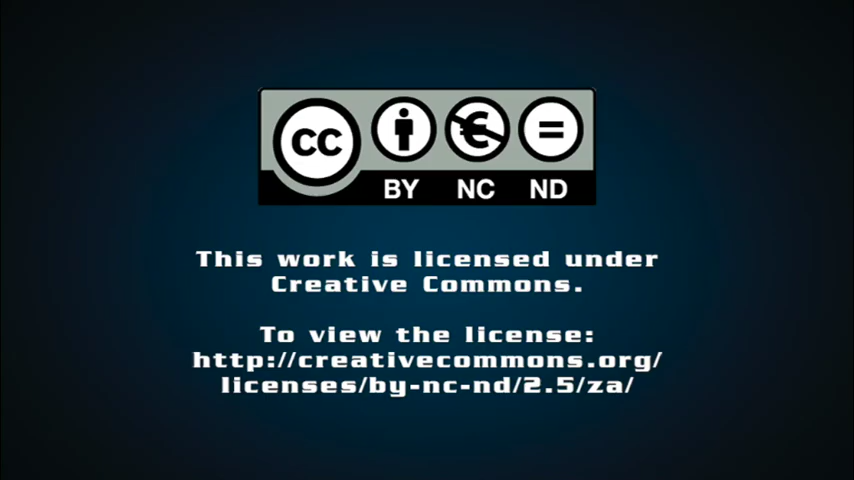 CC
BY NC ND
This work is licensed under
Creative Commons.
To view the license:
http://creativecommons.org/
licenses/by-nc-nd/2.5/za/